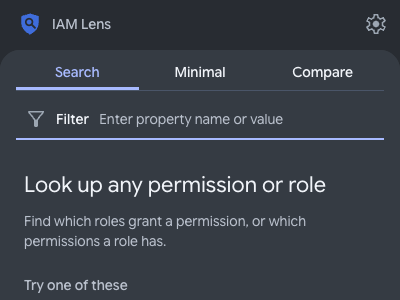 IAM Lens
Search Minimal Compare
Filter Enter property name or value
Look up any permission or role
Find which roles grant a permission, or which
permissions a role has.
Try one of these